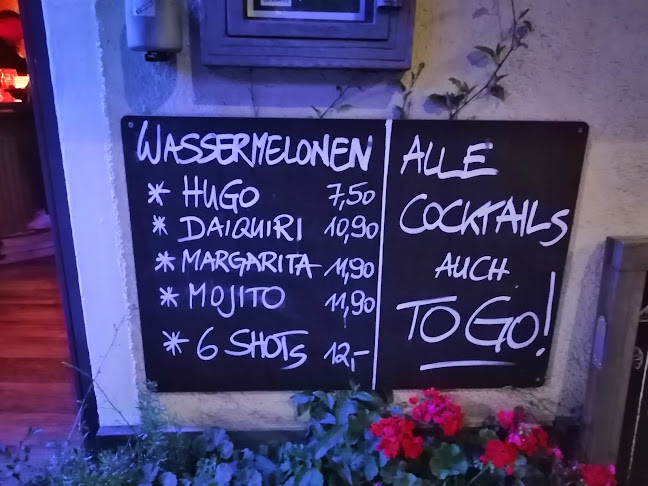 WASSERMELONEN
* HUGO 7,50
* DAIQUIRI 10,90
* MARGARITA 11,90
* MOJITO 11,90
* 6 SHOTS 12,-
ALLE
COCKTAILS
AUCH
TO GO!